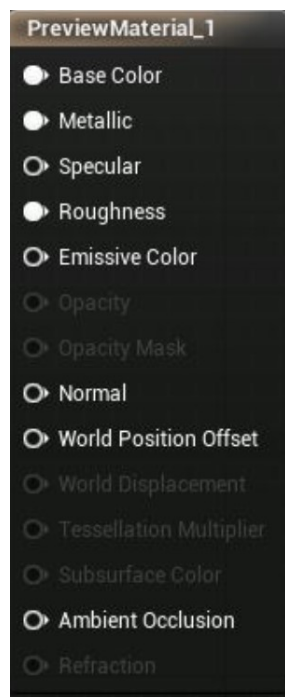 PreviewMaterial_1
Base Color
Metallic
Specular
Roughness
Emissive Color
Opacity
Opacity Mask
Normal
World Position Offset
World Displacement
Tessellation Multiplier
Subsurface Color
Ambient Occlusion
Refraction